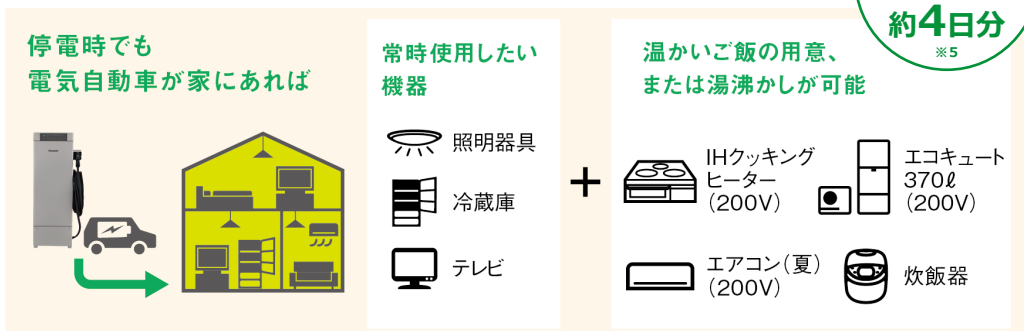 停電時でも
電気自動車が家にあれば
常時使用したい
機器
照明器具
冷蔵庫
テレビ
+
約4日分
※5
温かいご飯の用意、
または湯沸かしが可能
IHクッキング
ヒーター
(200V)
エコキュート
370ℓ
(200V)
エアコン(夏)
(200V)
炊飯器